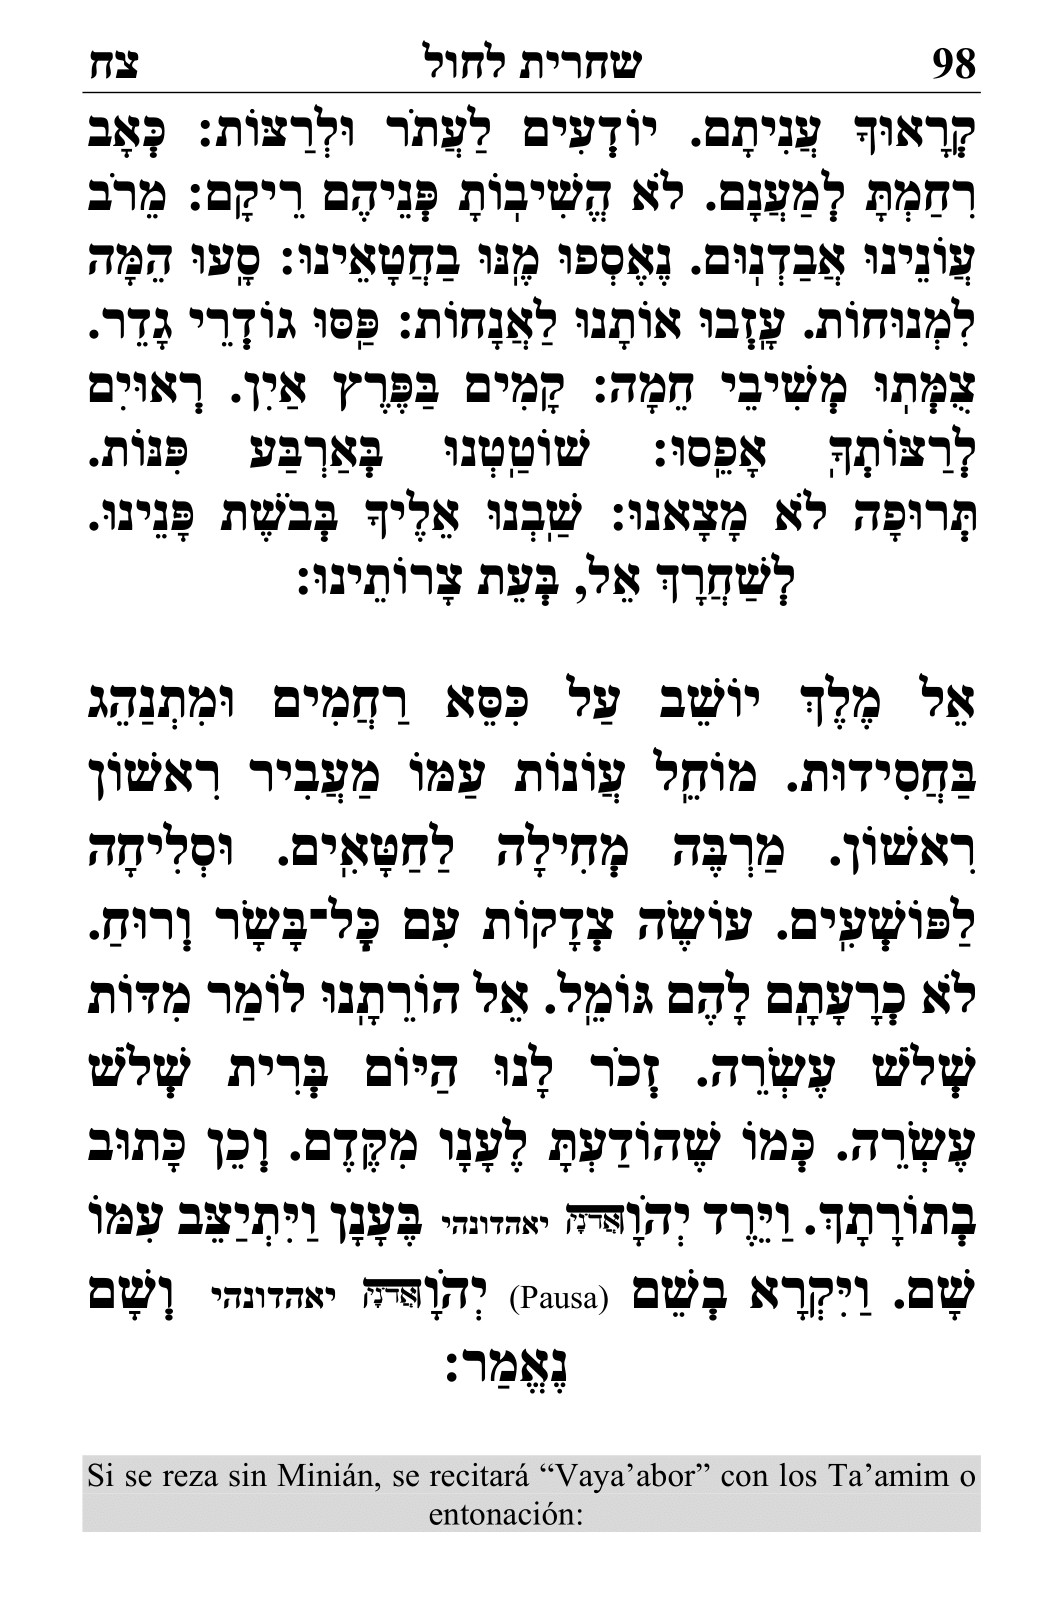 98 שחרית לחול צח
קְרָאוּךָ עֲנִיתָם. יוֹדְעִים לַעֲתֹר וּלְרַצּוֹת: כְּאָב
רִחַמְתָּ לְמַעֲנָם. לֹא הֱשִׁיבְוֹתָ פְּנֵיהֶם רֵיקָם: מֵרֹב
עֲוֹנֵינוּ אֲבַדְנֽוּם. נֶאֶסְפוּ מֶֽנּוּ בַּחֲטָאֵינוּ: סָֽעוּ הֵמָּה
לִמְנוּחוֹת. עָֽזְבוּ אוֹתָנוּ לַאֲנָחוֹת: פַּֽסּוּ גוֹדְרֵי גָדֵר.
צֻמְּתֽוּ מְשִׁיבֵי חֵמָה: קָמִים בַּפֶּרֶץ אַיִן. רְאוּיִם
לְרַצּוֹתְךָֽ אָפֵֽסוּ: שׁוֹטַֽטְנוּ בְּאַרְבַּע פִּנּוֹת.
תְּרוּפָה לֹא מָצָאנוּ: שַֽׁבְנוּ אֵלֶיךָ בְּבֹשֶׁת פָּנֵינוּ.
לְשַׁחֲרָךְ אֵל, בְּעֵת צָרוֹתֵינוּ:
אֵל מֶלֶךְ יוֹשֵׁב עַל כִּסֵּא רַחֲמִים וּמִתְנַהֵג
בַּחֲסִידוּת. מוֹחֵֽל עֲוֹנוֹת עַמּוֹ מַעֲבִיר רִאשׁוֹן
רִאשׁוֹן. מַרְבֶּה מְחִילָה לַחַטָּאִֽים. וּסְלִיחָה
לַפּוֹשְׁעִֽים. עוֹשֶׂה צְדָקוֹת עִם כָּל־בָּשָׂר וְרוּחַ.
לֹא כְרָעָתָֽם לָהֶם גּוֹמֵֽל. אֵל הוֹרֵתָֽנוּ לוֹמַר מִדּוֹת
שְׁלֹשׁ עֶשְׂרֵה. זְכֹר לָנוּ הַיּוֹם בְּרִית שְׁלֹשׁ
עֶשְׂרֵה. כְּמוֹ שֶׁהוֹדַעְתָּ לֶעָנָו מִקֶּדֶם. וְכֵן כָּתוּב
בְּתוֹרָתָךְ. וַיֵּרֶד יְהֹוָאֲדֹנָי יאהדונהי בֶּעָנָן וַיִּתְיַצֵּב עִמּוֹ
שָׁם. וַיִּקְרָא בְשֵׁם (Pausa) יְהֹוָאֲדֹנָי יאהדונהי וְשָׁם
נֶאֱמַר:
Si se reza sin Minián, se recitará “Vaya’abor” con los Ta’amim o
entonación: